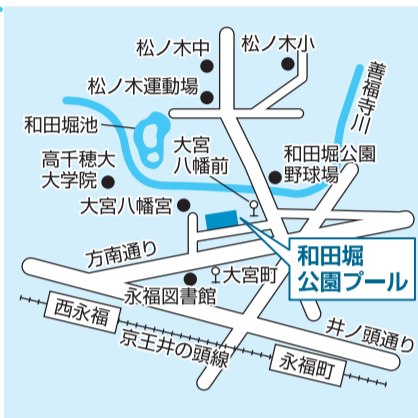 松ノ木中
松ノ木小
松ノ木運動場
善福寺川
和田堀池
大宮
八幡前
高千穂大
大学院
和田堀公園
野球場
大宮八幡宮
和田堀
公園プール
方南通り
大宮町
永福図書館
西永福
京王井の頭線
井ノ頭通り
永福町